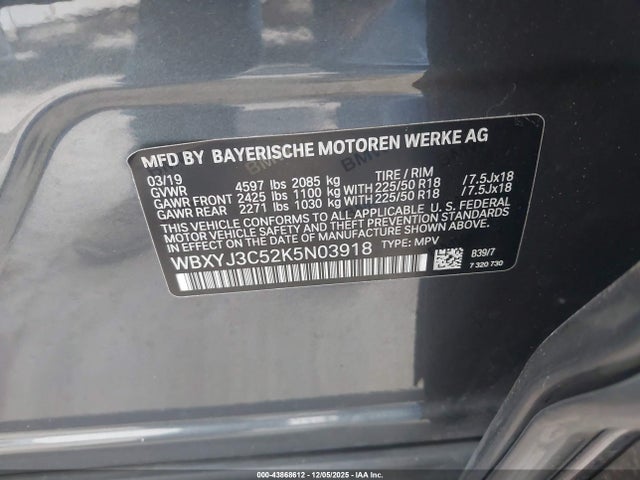 MFD BY BAYERISCHE MOTOREN WERKE AG
03/19 TIRE / RIM
GVWR 4597 lbs 2085 kg
GAWR FRONT 2425 lbs 1100 kg WITH 225/50 R18 /7.5Jx18
GAWR REAR 2271 lbs 1030 kg WITH 225/50 R18 /7.5Jx18
THIS VEHICLE CONFORMS TO ALL APPLICABLE U. S. FEDERAL
MOTOR VEHICLE SAFETY AND THEFT PREVENTION STANDARDS
IN EFFECT ON THE DATE OF MANUFACTURE SHOWN ABOVE.
WBXYJ3C52K5N03918 TYPE: MPV
B39/7
7 320 730
000-43868612 - 12/05/2025 - IAA Inc.